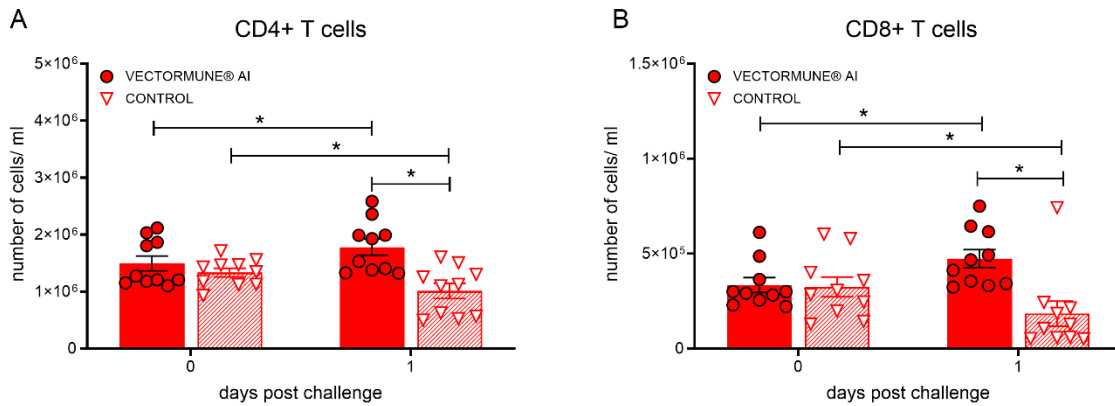 A
CD4+ T cells
5×10⁶
4×10⁶
3×10⁶
2×10⁶
1×10⁶
0
number of cells/ ml
VECTORMUNE® AI
CONTROL
*
*
*
0
1
days post challenge
B
CD8+ T cells
1.5×10⁶
1×10⁶
5×10⁵
0
number of cells/ ml
VECTORMUNE® AI
CONTROL
*
*
*
0
1
days post challenge